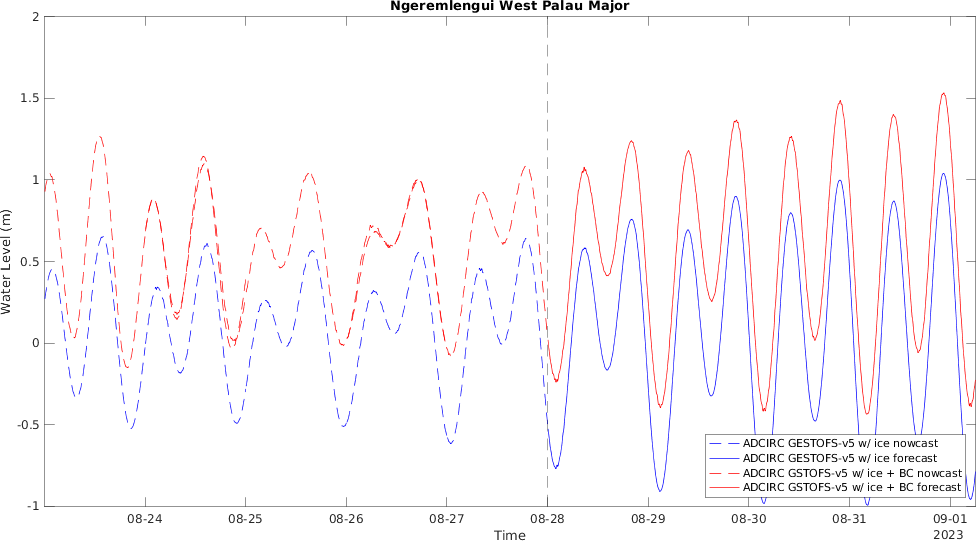 Ngeremlengui West Palau Major
2
1.5
1
0.5
0
-0.5
-1
Water Level (m)
08-24
08-25
08-26
08-27
08-28
08-29
08-30
08-31
09-01
2023
Time
ADCIRC GESTOFS-v5 w/ ice nowcast
ADCIRC GESTOFS-v5 w/ ice forecast
ADCIRC GSTOFS-v5 w/ ice + BC nowcast
ADCIRC GSTOFS-v5 w/ ice + BC forecast